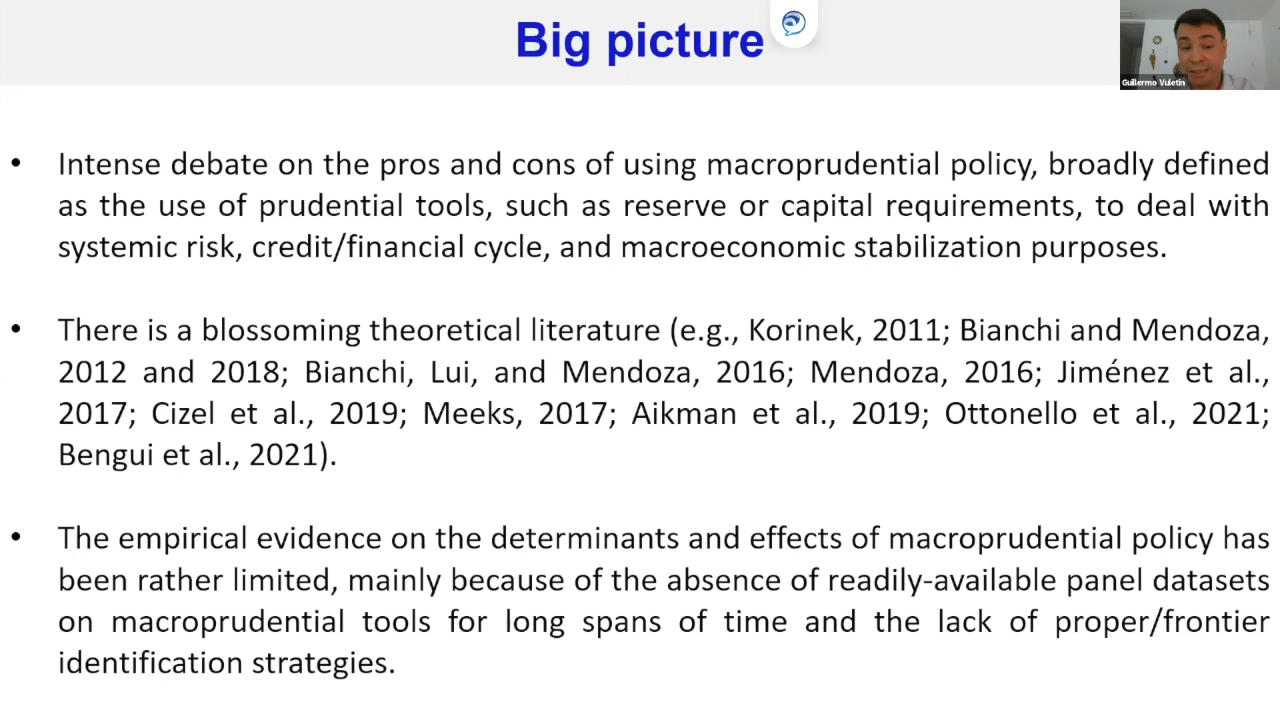 Big picture
Guillermo Vuletin
• Intense debate on the pros and cons of using macroprudential policy, broadly defined
as the use of prudential tools, such as reserve or capital requirements, to deal with
systemic risk, credit/financial cycle, and macroeconomic stabilization purposes.
• There is a blossoming theoretical literature (e.g., Korinek, 2011; Bianchi and Mendoza,
2012 and 2018; Bianchi, Lui, and Mendoza, 2016; Mendoza, 2016; Jiménez et al.,
2017; Cizel et al., 2019; Meeks, 2017; Aikman et al., 2019; Ottonello et al., 2021;
Bengui et al., 2021).
• The empirical evidence on the determinants and effects of macroprudential policy has
been rather limited, mainly because of the absence of readily-available panel datasets
on macroprudential tools for long spans of time and the lack of proper/frontier
identification strategies.